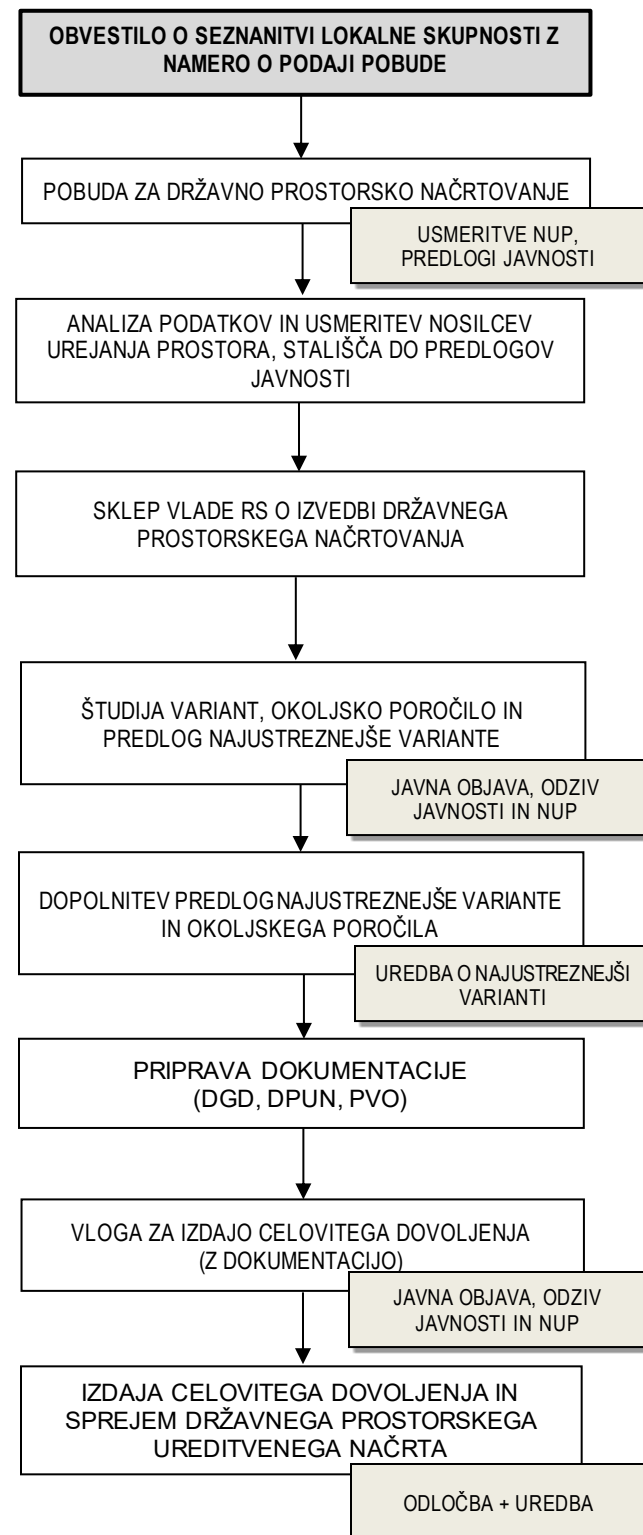 OBVESTILO O SEZNANITVI LOKALNE SKUPNOSTI Z
NAMERO O PODAJI POBUDE
POBUDA ZA DRŽAVNO PROSTORSKO NAČRTOVANJE
USMERITVE NUP,
PREDLOGI JAVNOSTI
ANALIZA PODATKOV IN USMERITEV NOSILCEV
UREJANJA PROSTORA, STALIŠČA DO PREDLOGOV
JAVNOSTI
SKLEP VLADE RS O IZVEDBI DRŽAVNEGA
PROSTORSKEGA NAČRTOVANJA
ŠTUDIJA VARIANT, OKOLJSKO POROČILO IN
PREDLOG NAJUSTREZNEJŠE VARIANTE
JAVNA OBJAVA, ODZIV
JAVNOSTI IN NUP
DOPOLNITEV PREDLOG NAJUSTREZNEJŠE VARIANTE
IN OKOLJSKEGA POROČILA
UREDBA O NAJUSTREZNEJŠI
VARIANTI
PRIPRAVA DOKUMENTACIJE
(DGD, DPUN, PVO)
VLOGA ZA IZDAJO CELOVITEGA DOVOLJENJA
(Z DOKUMENTACIJO)
JAVNA OBJAVA, ODZIV
JAVNOSTI IN NUP
IZDAJA CELOVITEGA DOVOLJENJA IN
SPREJEM DRŽAVNEGA PROSTORSKEGA
UREDITVENEGA NAČRTA
ODLOČBA + UREDBA